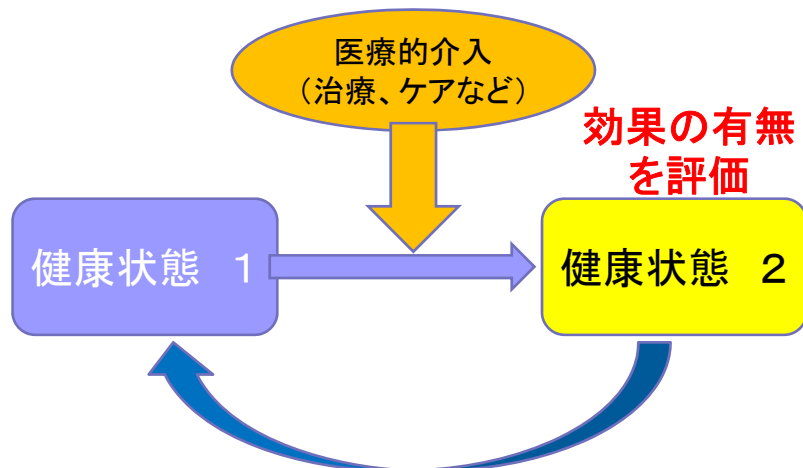 医療的介入
（治療、ケアなど）
効果の有無
を評価
健康状態　１
健康状態　２